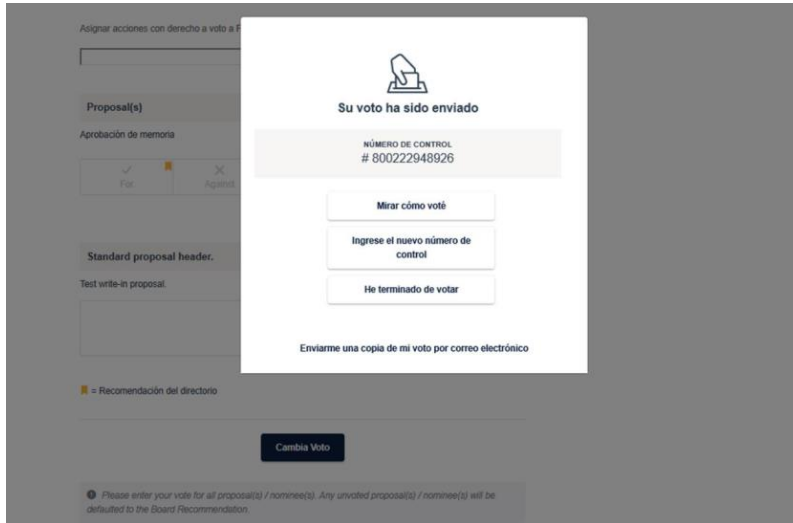 Asignar acciones con derecho a voto a F
Su voto ha sido enviado
NÚMERO DE CONTROL
# 800222948926
Mirar cómo voté
Ingrese el nuevo número de
control
He terminado de votar
Enviarme una copia de mi voto por correo electrónico
Proposal(s)
Aprobación de memoria
For
Against
Standard proposal header.
Test write-in proposal.
= Recomendación del directorio
Cambia Voto
Please enter your vote for all proposal(s) / nominee(s). Any unvoted proposal(s) / nominee(s) will be
defaulted to the Board Recommendation.